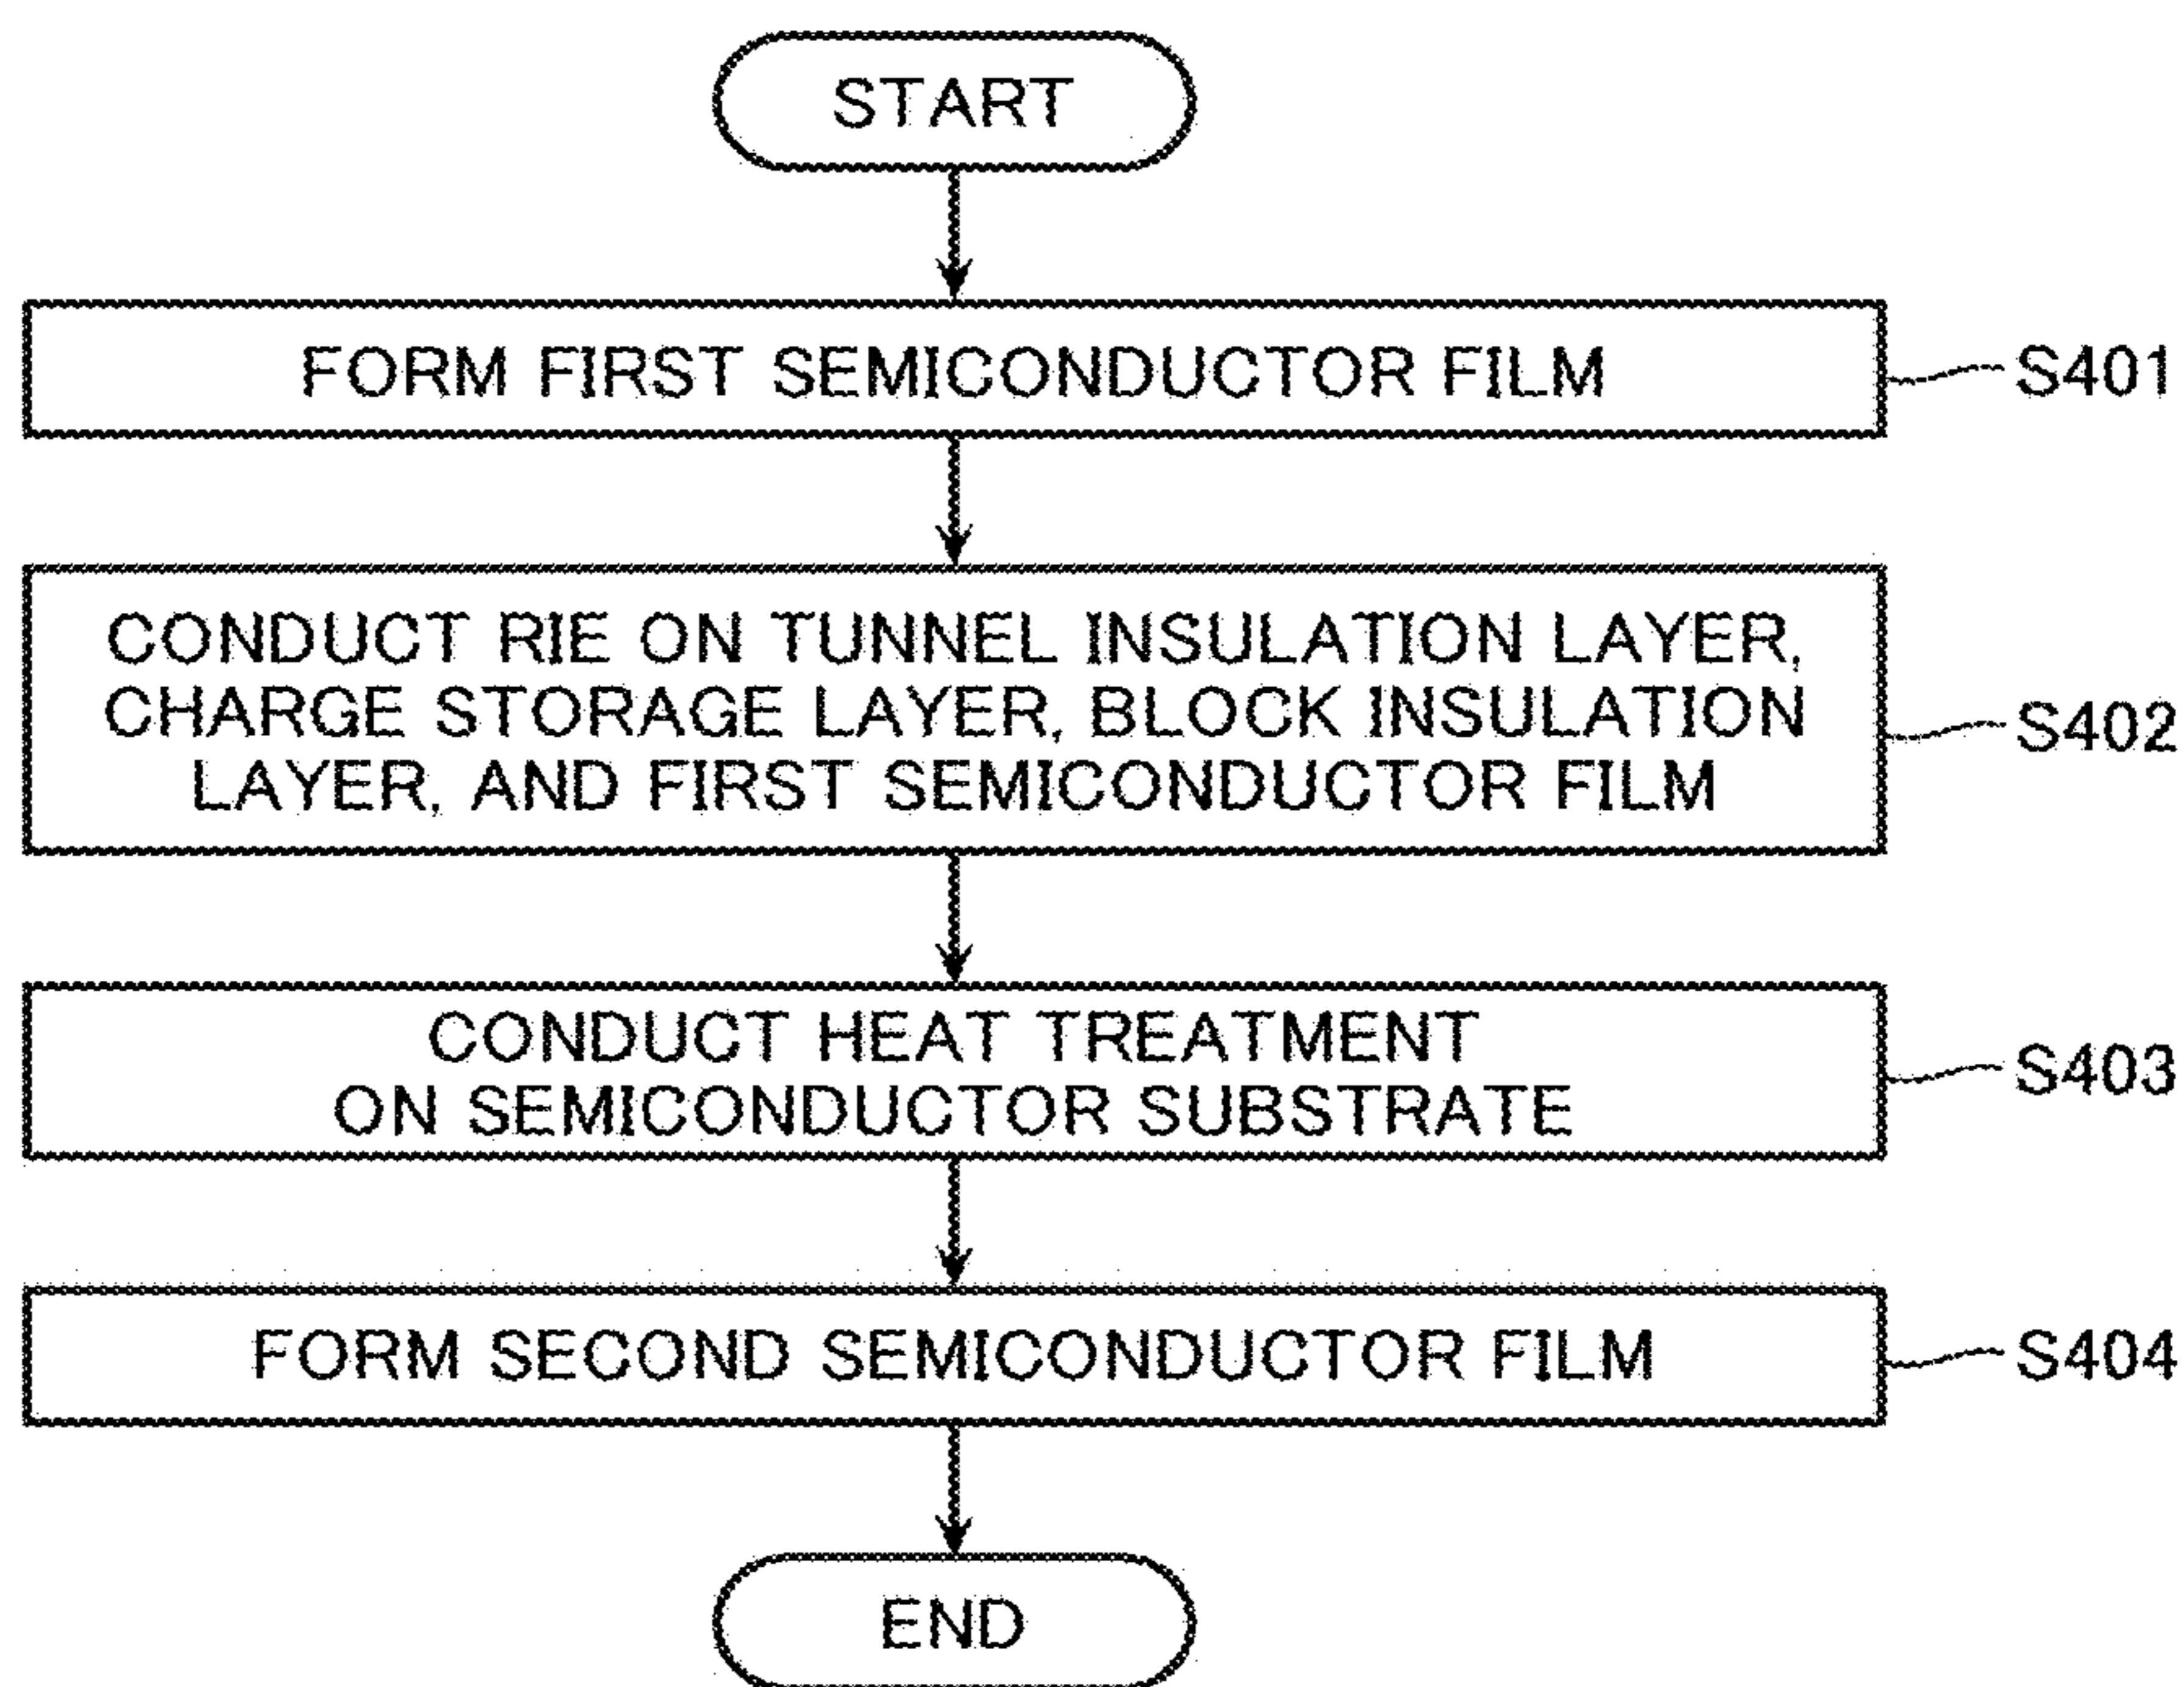 START
FORM FIRST SEMICONDUCTOR FILM
S401
CONDUCT RIE ON TUNNEL INSULATION LAYER,
CHARGE STORAGE LAYER, BLOCK INSULATION
LAYER, AND FIRST SEMICONDUCTOR FILM
S402
CONDUCT HEAT TREATMENT
ON SEMICONDUCTOR SUBSTRATE
S403
FORM SECOND SEMICONDUCTOR FILM
S404
END